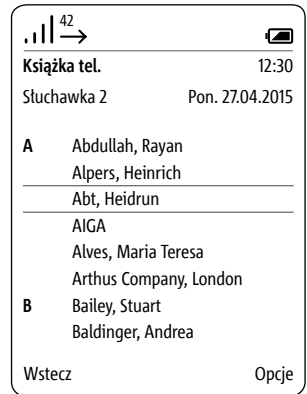 42
Książka tel. 12:30
Słuchawka 2 Pon. 27.04.2015
A Abdullah, Rayan
Alpers, Heinrich
Abt, Heidrun
AIGA
Alves, Maria Teresa
Arthus Company, London
B Bailey, Stuart
Baldinger, Andrea
Wstecz Opcje